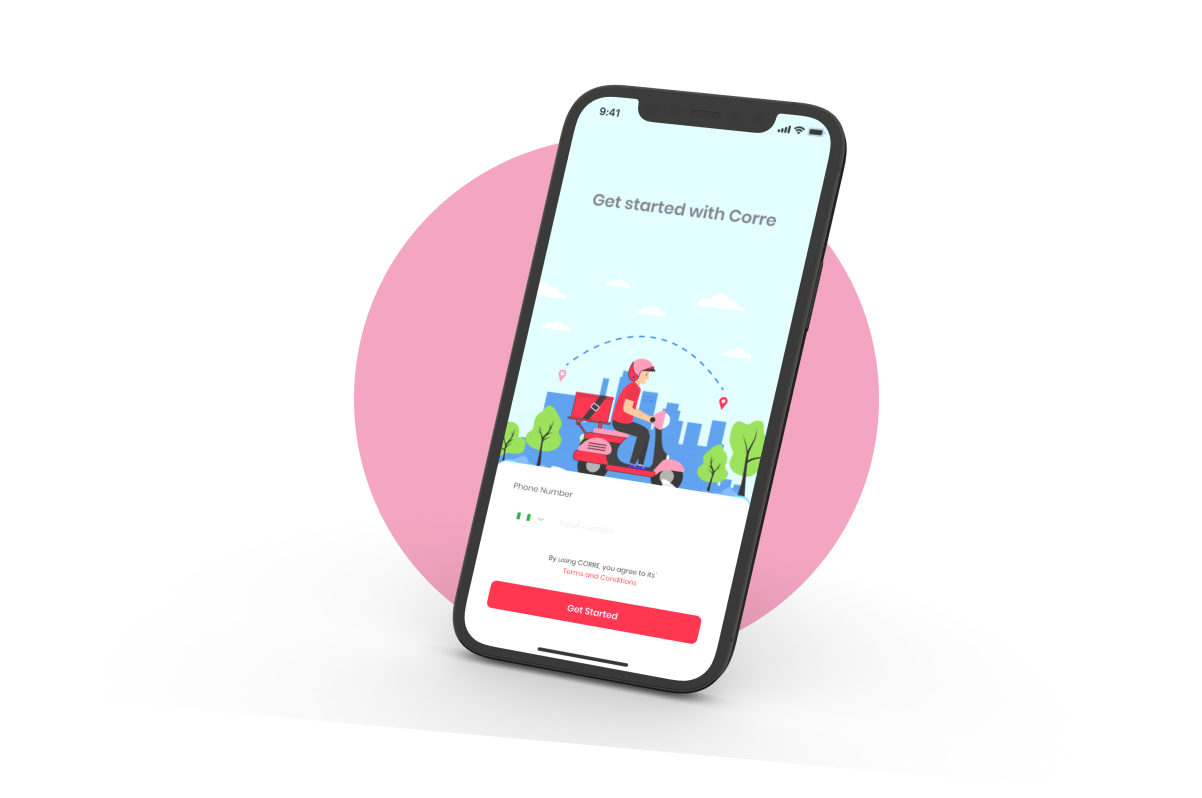 9:41
Get started with Corre
Phone Number
Input number
By using CORRE, you agree to its'
Terms and Conditions
Get Started